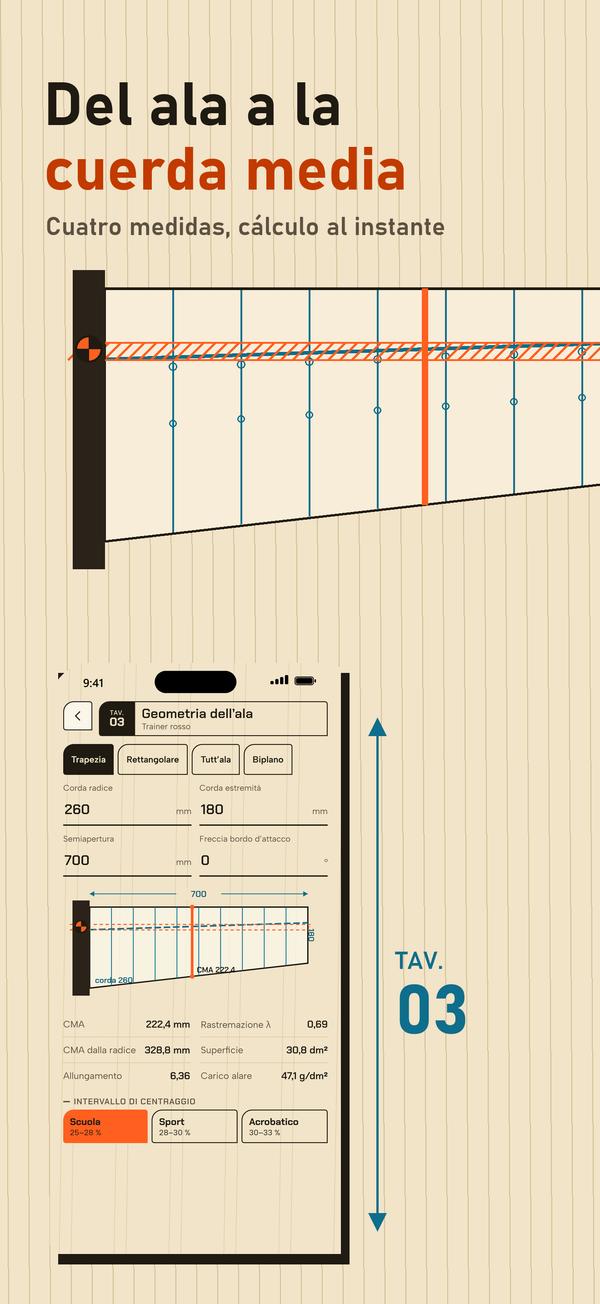 Del ala a la
cuerda media
Cuatro medidas, cálculo al instante
9:41
TAV.
03
Geometria dell'ala
Trainer rosso
Trapezia
Rettangolare
Tutt'ala
Biplano
Corda radice
Corda estremità
260 mm
180 mm
Semiapertura
Freccia bordo d'attacco
700 mm
0 °
700
180
CMA 222,4
corda 260
CMA 222,4 mm
Rastremazione λ 0,69
CMA dalla radice 328,8 mm
Superficie 30,8 dm²
Allungamento 6,36
Carico alare 47,1 g/dm²
— INTERVALLO DI CENTRAGGIO
Scuola
25–28 %
Sport
28–30 %
Acrobatico
30–33 %
TAV.
03